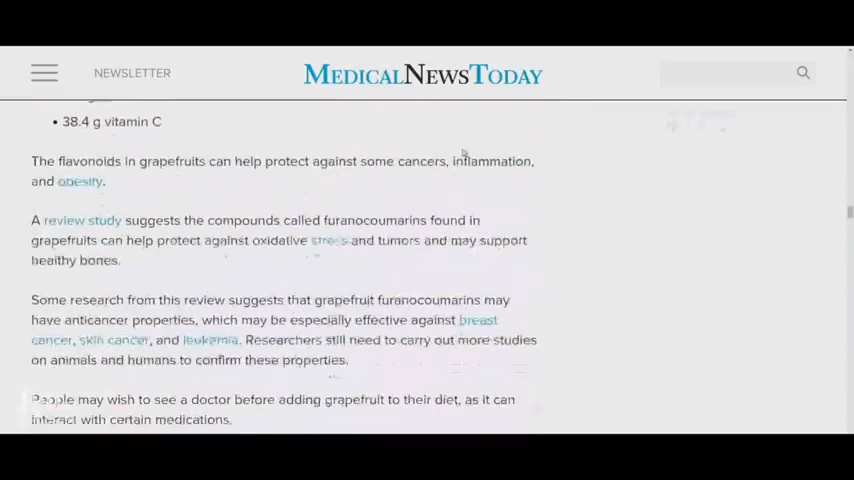 NEWSLETTER
MEDICALNEWSTODAY
• 38.4 g vitamin C
The flavonoids in grapefruits can help protect against some cancers, inflammation,
and obesity.
A review study suggests the compounds called furanocoumarins found in
grapefruits can help protect against oxidative stress and tumors and may support
healthy bones.
Some research from this review suggests that grapefruit furanocoumarins may
have anticancer properties, which may be especially effective against breast
cancer, skin cancer, and leukemia. Researchers still need to carry out more studies
on animals and humans to confirm these properties.
People may wish to see a doctor before adding grapefruit to their diet, as it can
interact with certain medications.